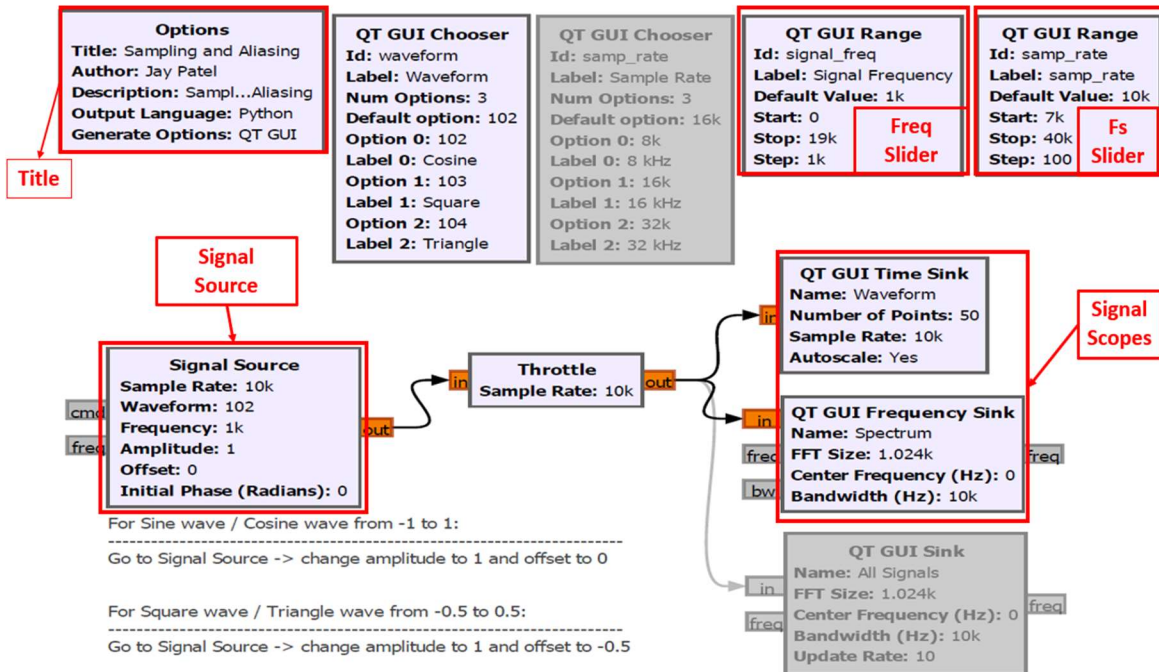 Options
Title: Sampling and Aliasing
Author: Jay Patel
Description: Sampl...Aliasing
Output Language: Python
Generate Options: QT GUI
Title
QT GUI Chooser
Id: waveform
Label: Waveform
Num Options: 3
Default option: 102
Option 0: 102
Label 0: Cosine
Option 1: 103
Label 1: Square
Option 2: 104
Label 2: Triangle
QT GUI Chooser
Id: samp_rate
Label: Sample Rate
Num Options: 3
Default option: 16k
Option 0: 8k
Label 0: 8 kHz
Option 1: 16k
Label 1: 16 kHz
Option 2: 32k
Label 2: 32 kHz
QT GUI Range
Id: signal_freq
Label: Signal Frequency
Default Value: 1k
Start: 0
Stop: 19k
Step: 1k
Freq
Slider
QT GUI Range
Id: samp_rate
Label: samp_rate
Default Value: 10k
Start: 7k
Stop: 40k
Step: 100
Fs
Slider
Signal
Source
Signal Source
Sample Rate: 10k
Waveform: 102
Frequency: 1k
Amplitude: 1
Offset: 0
Initial Phase (Radians): 0
cmd
freq
out
in
Throttle
Sample Rate: 10k
out
in
QT GUI Time Sink
Name: Waveform
Number of Points: 50
Sample Rate: 10k
Autoscale: Yes
Signal
Scopes
in
freq
bw
QT GUI Frequency Sink
Name: Spectrum
FFT Size: 1.024k
Center Frequency (Hz): 0
Bandwidth (Hz): 10k
freq
in
freq
QT GUI Sink
Name: All Signals
FFT Size: 1.024k
Center Frequency (Hz): 0
Bandwidth (Hz): 10k
Update Rate: 10
freq
For Sine wave / Cosine wave from -1 to 1:
-----------------------------------------------------------------------
Go to Signal Source -> change amplitude to 1 and offset to 0
For Square wave / Triangle wave from -0.5 to 0.5:
-----------------------------------------------------------------------
Go to Signal Source -> change amplitude to 1 and offset to -0.5